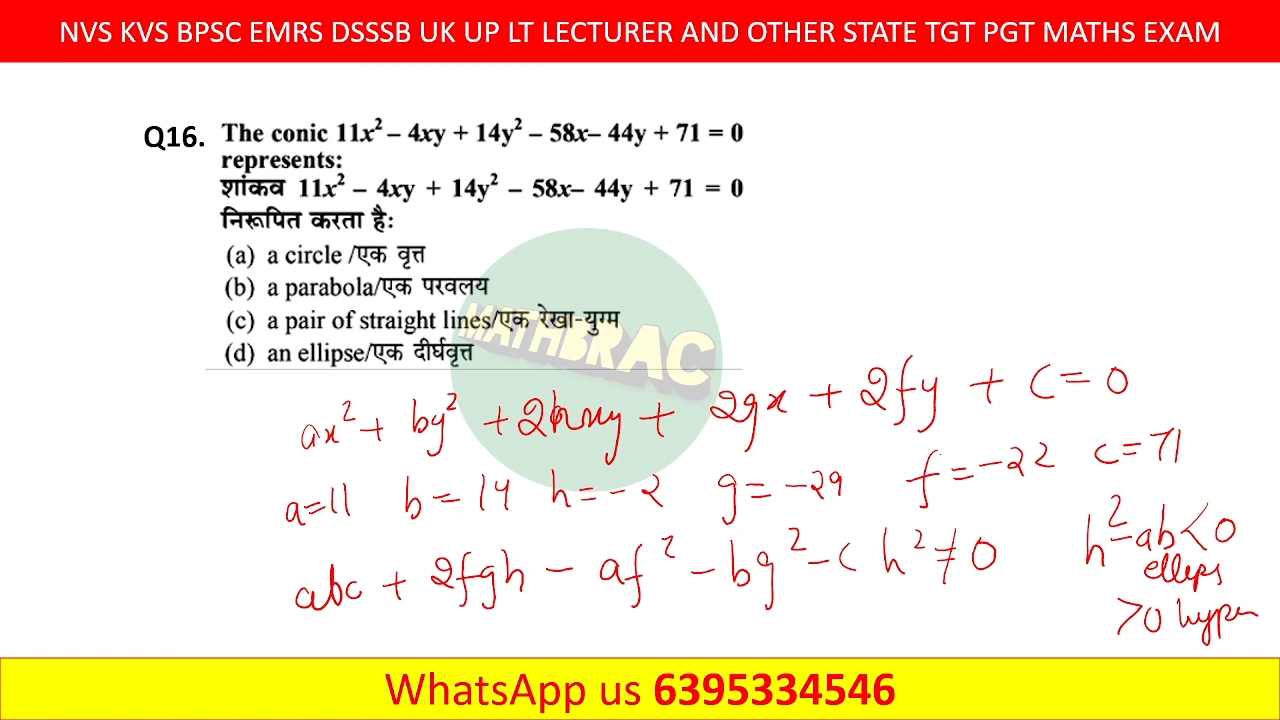 NVS KVS BPSC EMRS DSSSB UK UP LT LECTURER AND OTHER STATE TGT PGT MATHS EXAM
Q16. The conic 11x² – 4xy + 14y² – 58x– 44y + 71 = 0
represents:
शांकव 11x² – 4xy + 14y² – 58x– 44y + 71 = 0
निरूपित करता हैः
(a) a circle /एक वृत्त
(b) a parabola/एक परवलय
(c) a pair of straight lines/एक रेखा-युग्म
(d) an ellipse/एक दीर्घवृत्त
MATHBRAC
ax² + by² + 2hxy + 2gx + 2fy + c = 0
a=11 b=14 h=-2 g=-29 f=-22 c=71
abc + 2fgh - af² - bg² - ch² ≠ 0
h²-ab<0
ellips
>0 hyper
WhatsApp us 6395334546